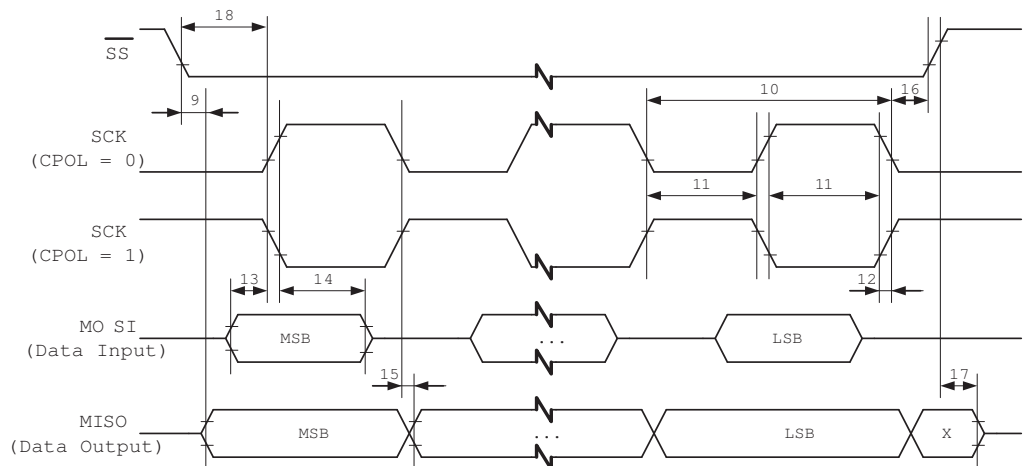 18
SS
10
16
9
SCK
(CPOL = 0)
11
11
SCK
(CPOL = 1)
13
14
12
MO SI
(Data Input)
MSB
...
LSB
15
17
MISO
(Data Output)
MSB
...
LSB
X